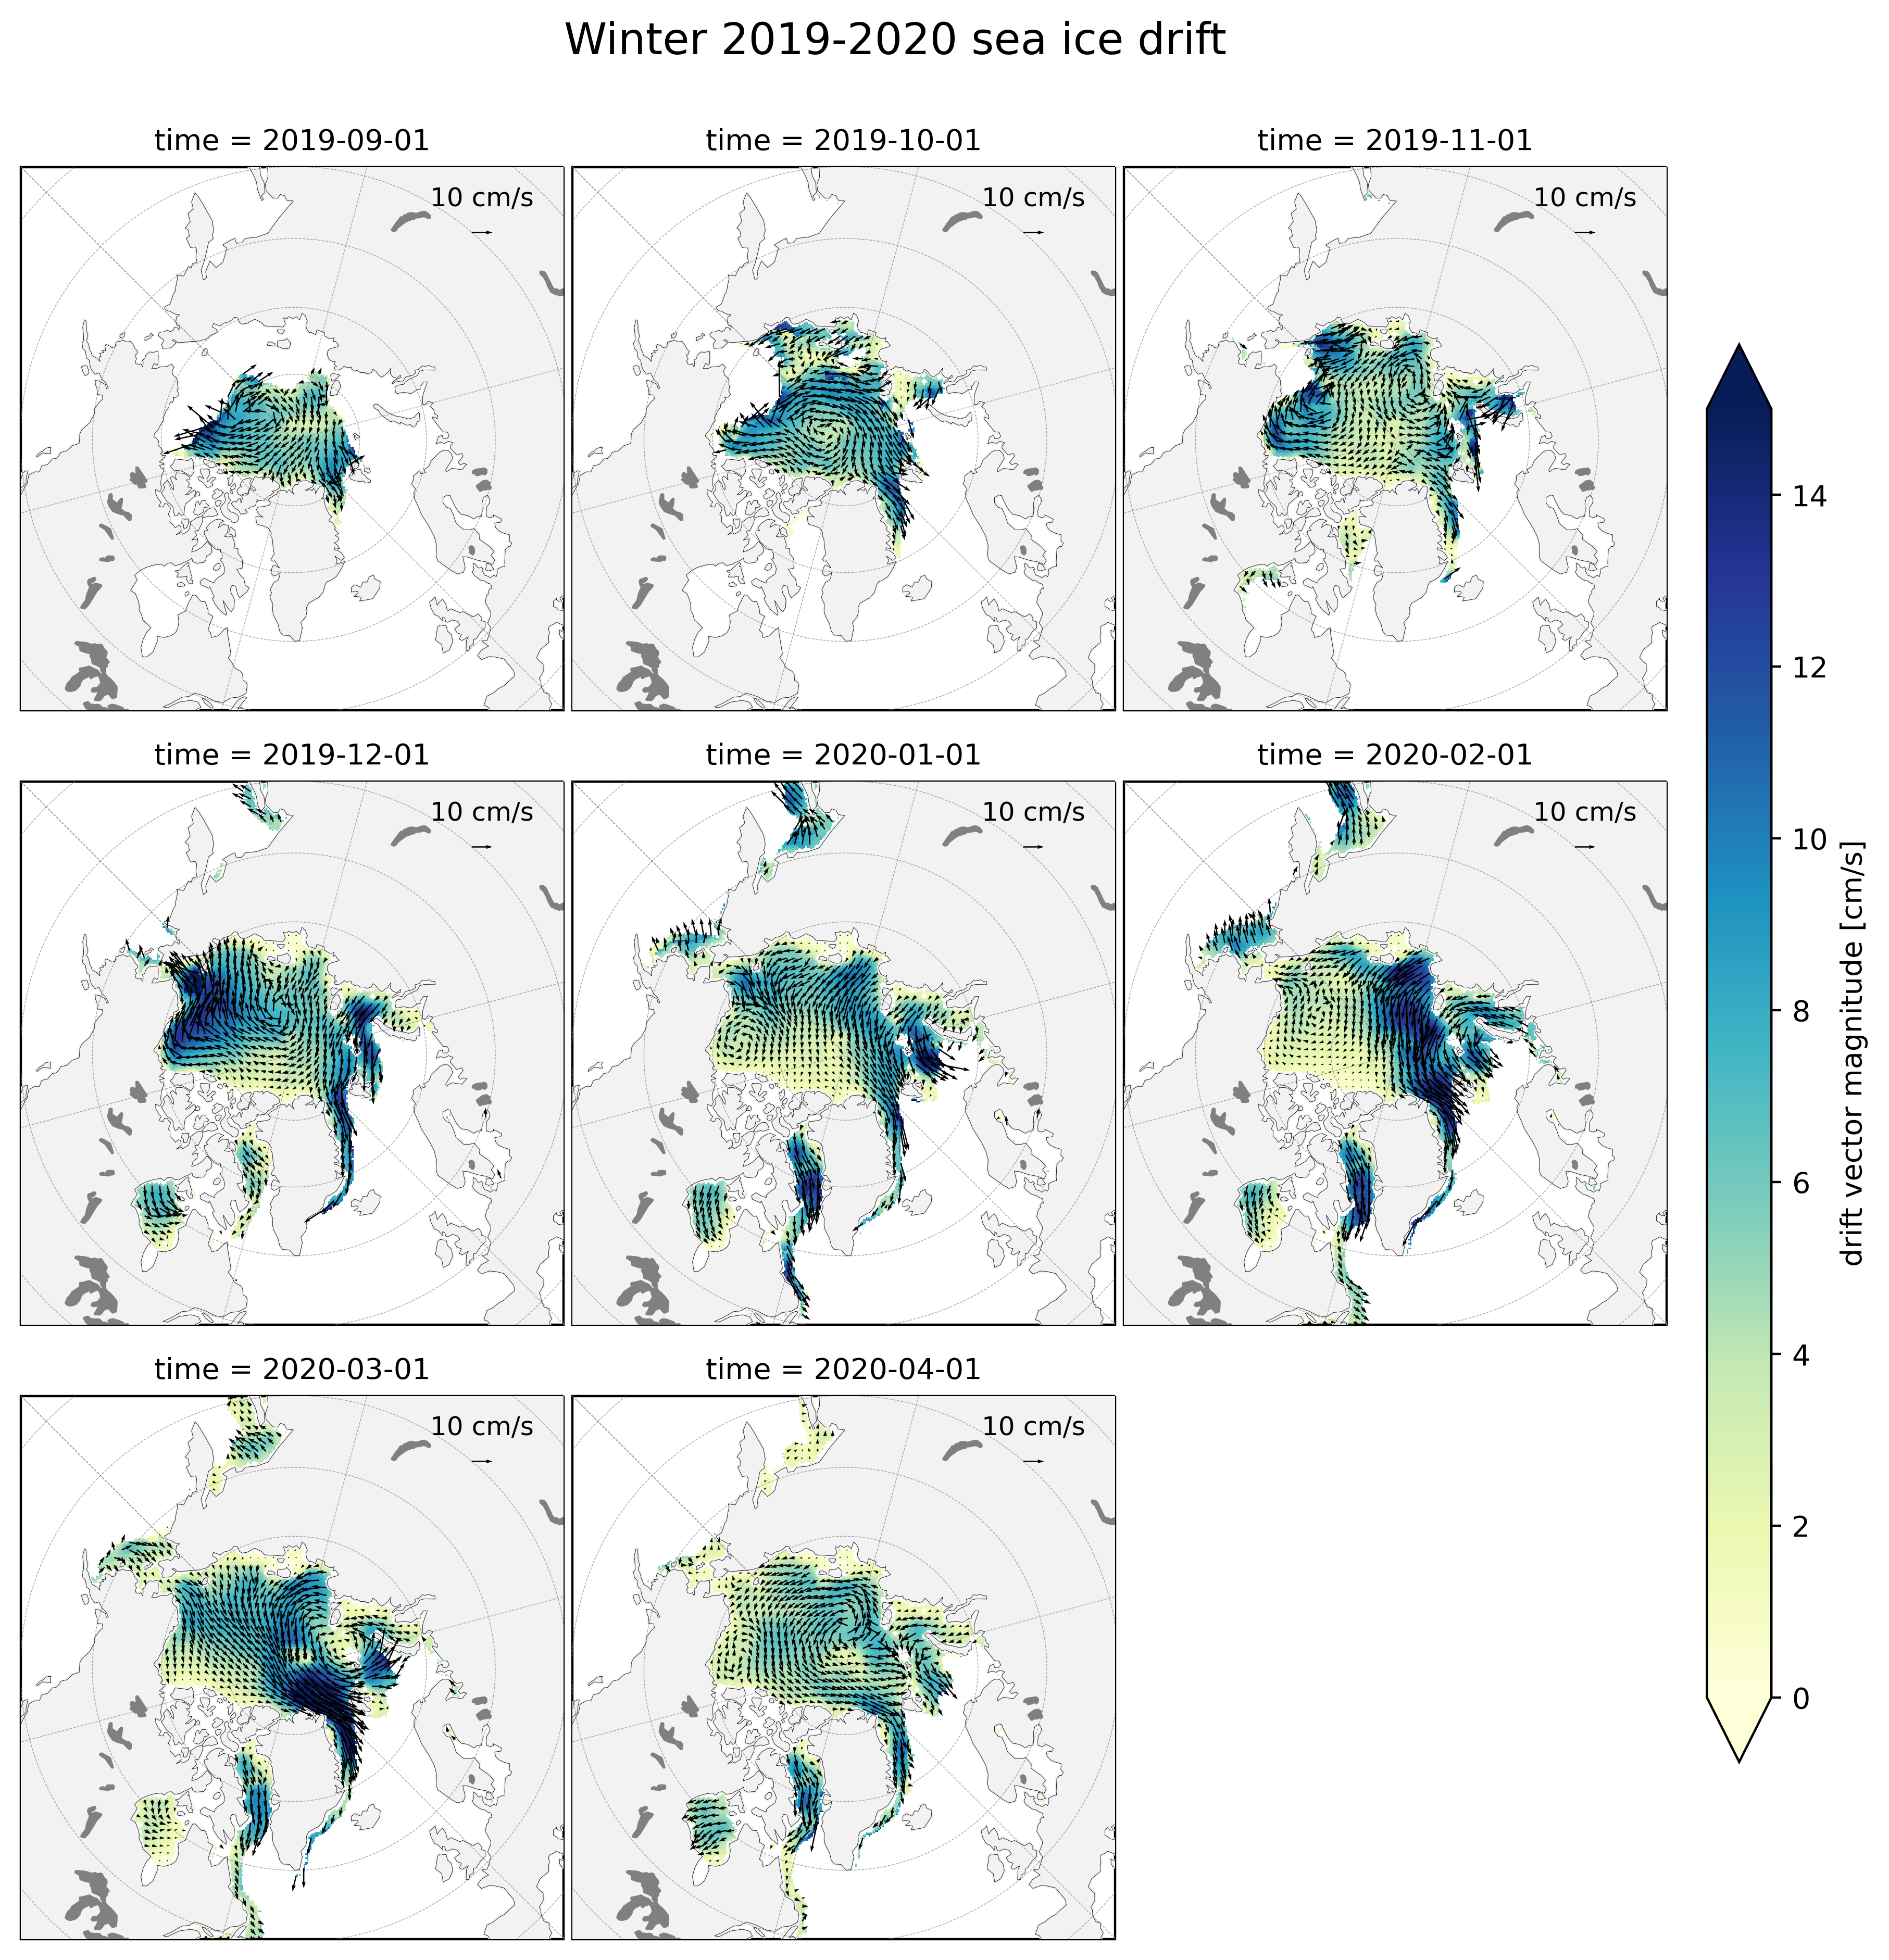 Winter 2019-2020 sea ice drift
time = 2019-09-01
time = 2019-10-01
time = 2019-11-01
10 cm/s
10 cm/s
10 cm/s
time = 2019-12-01
time = 2020-01-01
time = 2020-02-01
10 cm/s
10 cm/s
10 cm/s
time = 2020-03-01
time = 2020-04-01
10 cm/s
10 cm/s
14
12
10
8
6
4
2
0
drift vector magnitude [cm/s]